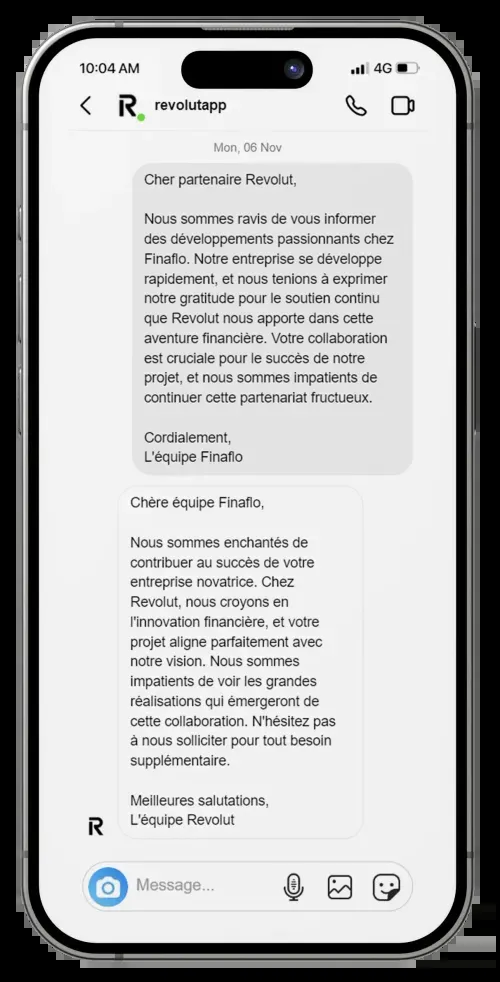 10:04 AM
4G
revolutapp
Mon, 06 Nov
Cher partenaire Revolut,
Nous sommes ravis de vous informer
des développements passionnants chez
Finaflo. Notre entreprise se développe
rapidement, et nous tenions à exprimer
notre gratitude pour le soutien continu
que Revolut nous apporte dans cette
aventure financière. Votre collaboration
est cruciale pour le succès de notre
projet, et nous sommes impatients de
continuer cette partenariat fructueux.
Cordialement,
L'équipe Finaflo
Chère équipe Finaflo,
Nous sommes enchantés de
contribuer au succès de votre
entreprise novatrice. Chez
Revolut, nous croyons en
l'innovation financière, et votre
projet aligne parfaitement avec
notre vision. Nous sommes
impatients de voir les grandes
réalisations qui émergeront de
cette collaboration. N'hésitez pas
à nous solliciter pour tout besoin
supplémentaire.
Meilleures salutations,
L'équipe Revolut
Message...